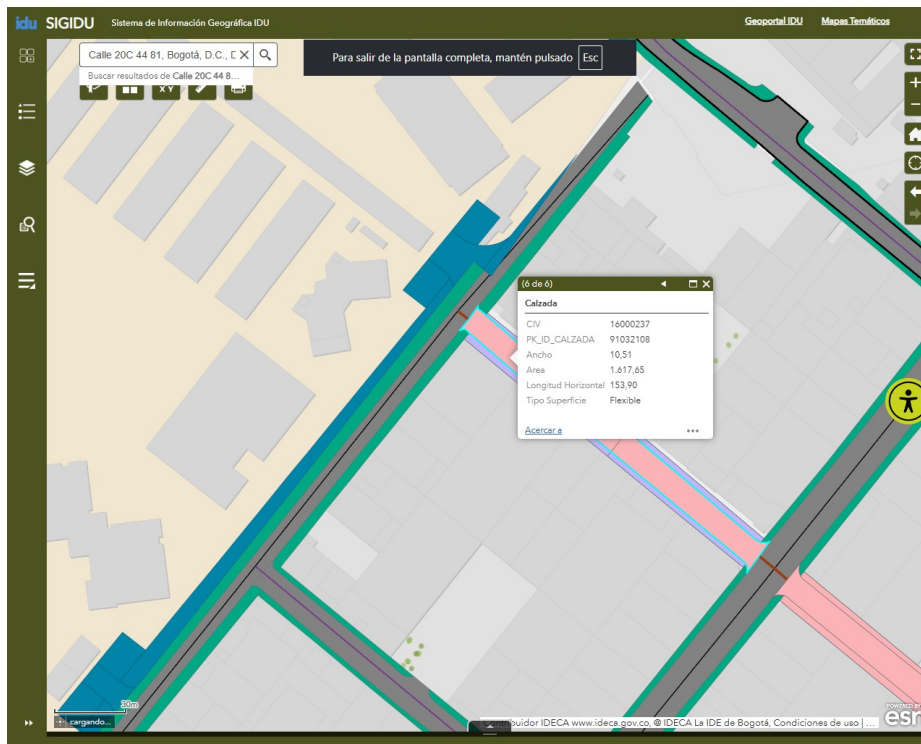 idu SIGIDU Sistema de Información Geográfica IDU Geoportal IDU Mapas Temáticos
Calle 20C 44 81, Bogotá, D.C., D
Buscar resultados de Calle 20C 44 8...
Para salir de la pantalla completa, mantén pulsado Esc
X Y
(6 de 6)
Calzada
CIV 16000237
PK_ID_CALZADA 91032108
Ancho 10,51
Area 1.617,65
Longitud Horizontal 153,90
Tipo Superficie Flexible
Acercar a
30m
cargando...
Contribuidor IDECA www.ideca.gov.co, @ IDECA La IDE de Bogotá, Condiciones de uso | ...
POWERED BY
esri